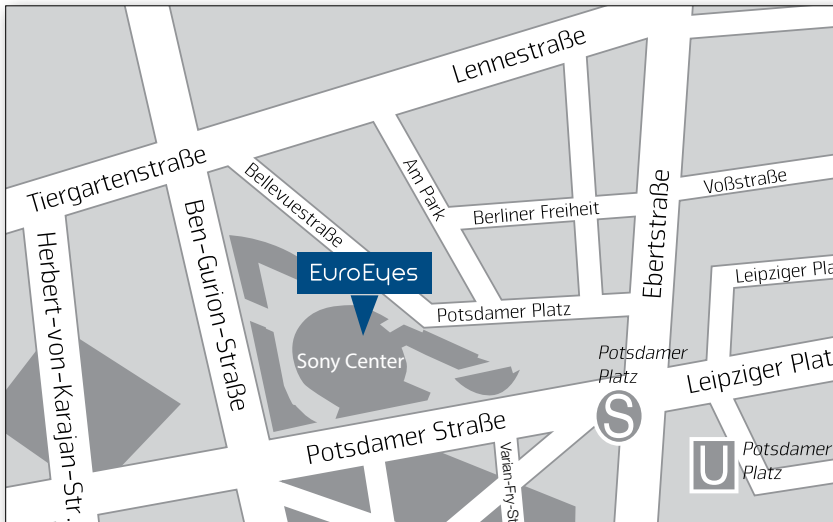 Lennestraße
Tiergartenstraße
Bellevuestraße
Am Park
Voßstraße
Berliner Freiheit
Ebertstraße
Ben-Gurion-Straße
Herbert-von-Karajan-Str.
EuroEyes
Leipziger Pla
Potsdamer Platz
Sony Center
Potsdamer
Platz
Leipziger Plat
S
Potsdamer Straße
Varian-Fry-St
U
Potsdamer
Platz